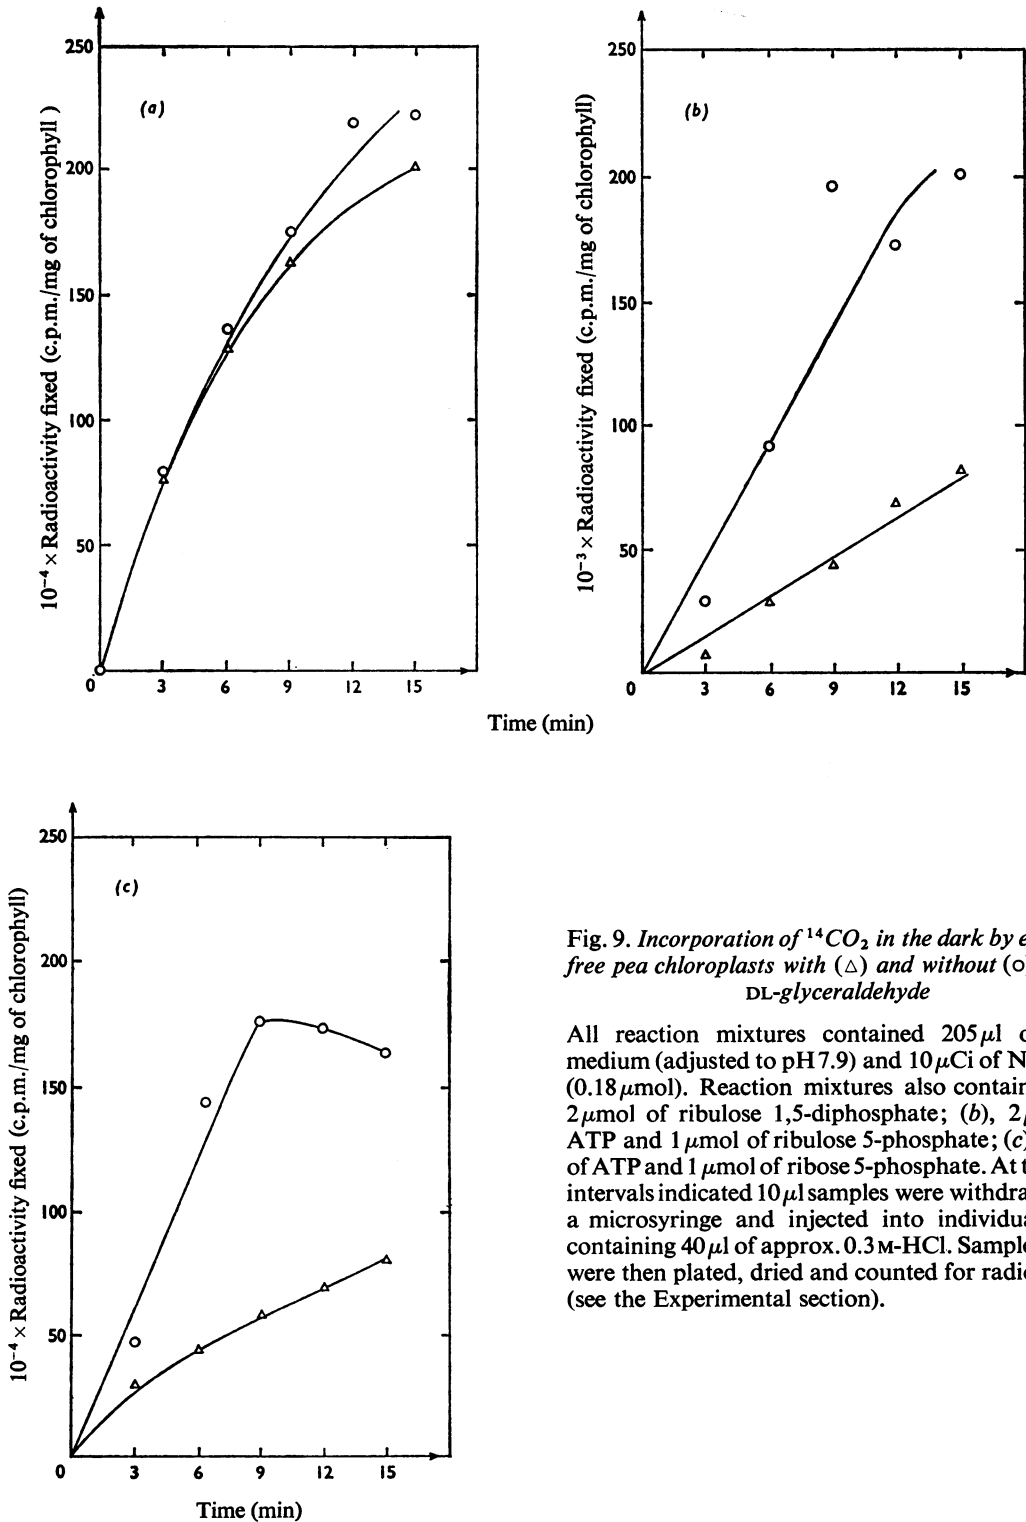 250
200
150
100
50
0
3
6
9
12
15
(a)
10⁻⁴ × Radioactivity fixed (c.p.m./mg of chlorophyll)
250
200
150
100
50
0
3
6
9
12
15
(b)
10⁻³ × Radioactivity fixed (c.p.m./mg of chlorophyll)
Time (min)
250
200
150
100
50
0
3
6
9
12
15
(c)
10⁻⁴ × Radioactivity fixed (c.p.m./mg of chlorophyll)
Time (min)
Fig. 9. Incorporation of ¹⁴CO₂ in the dark by
free pea chloroplasts with (△) and without (○
DL-glyceraldehyde
All reaction mixtures contained 205 μl
medium (adjusted to pH 7.9) and 10 μCi of
(0.18 μmol). Reaction mixtures also
2 μmol of ribulose 1,5-diphosphate; (b),
ATP and 1 μmol of ribulose 5-phosphate; (c)
of ATP and 1 μmol of ribose 5-phosphate. At
intervals indicated 10 μl samples were
a microsyringe and injected into
containing 40 μl of approx. 0.3 M-HCl.
were then plated, dried and counted for
(see the Experimental section).